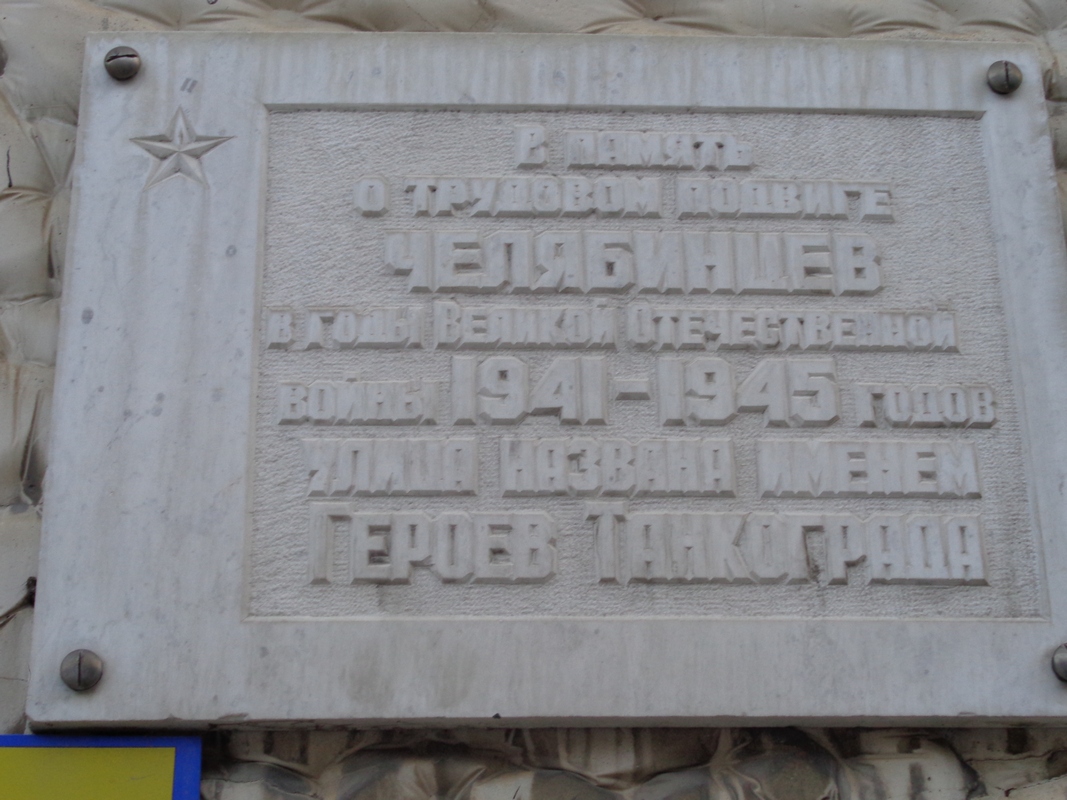 В память
о трудовом подвиге
ЧЕЛЯБИНЦЕВ
в годы Великой Отечественной
войны 1941-1945 годов
улица названа именем
Героев Танкограда